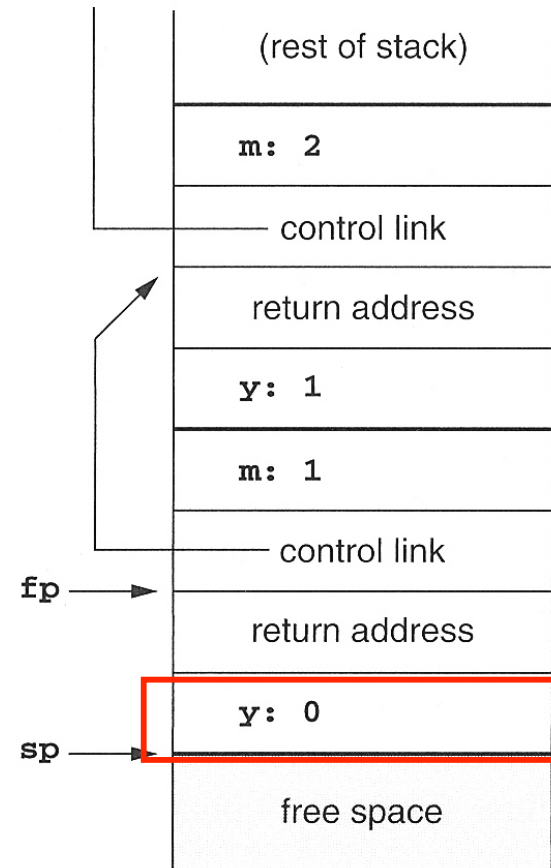 (rest of stack)
m: 2
control link
return address
y: 1
m: 1
control link
fp
return address
y: 0
sp
free space